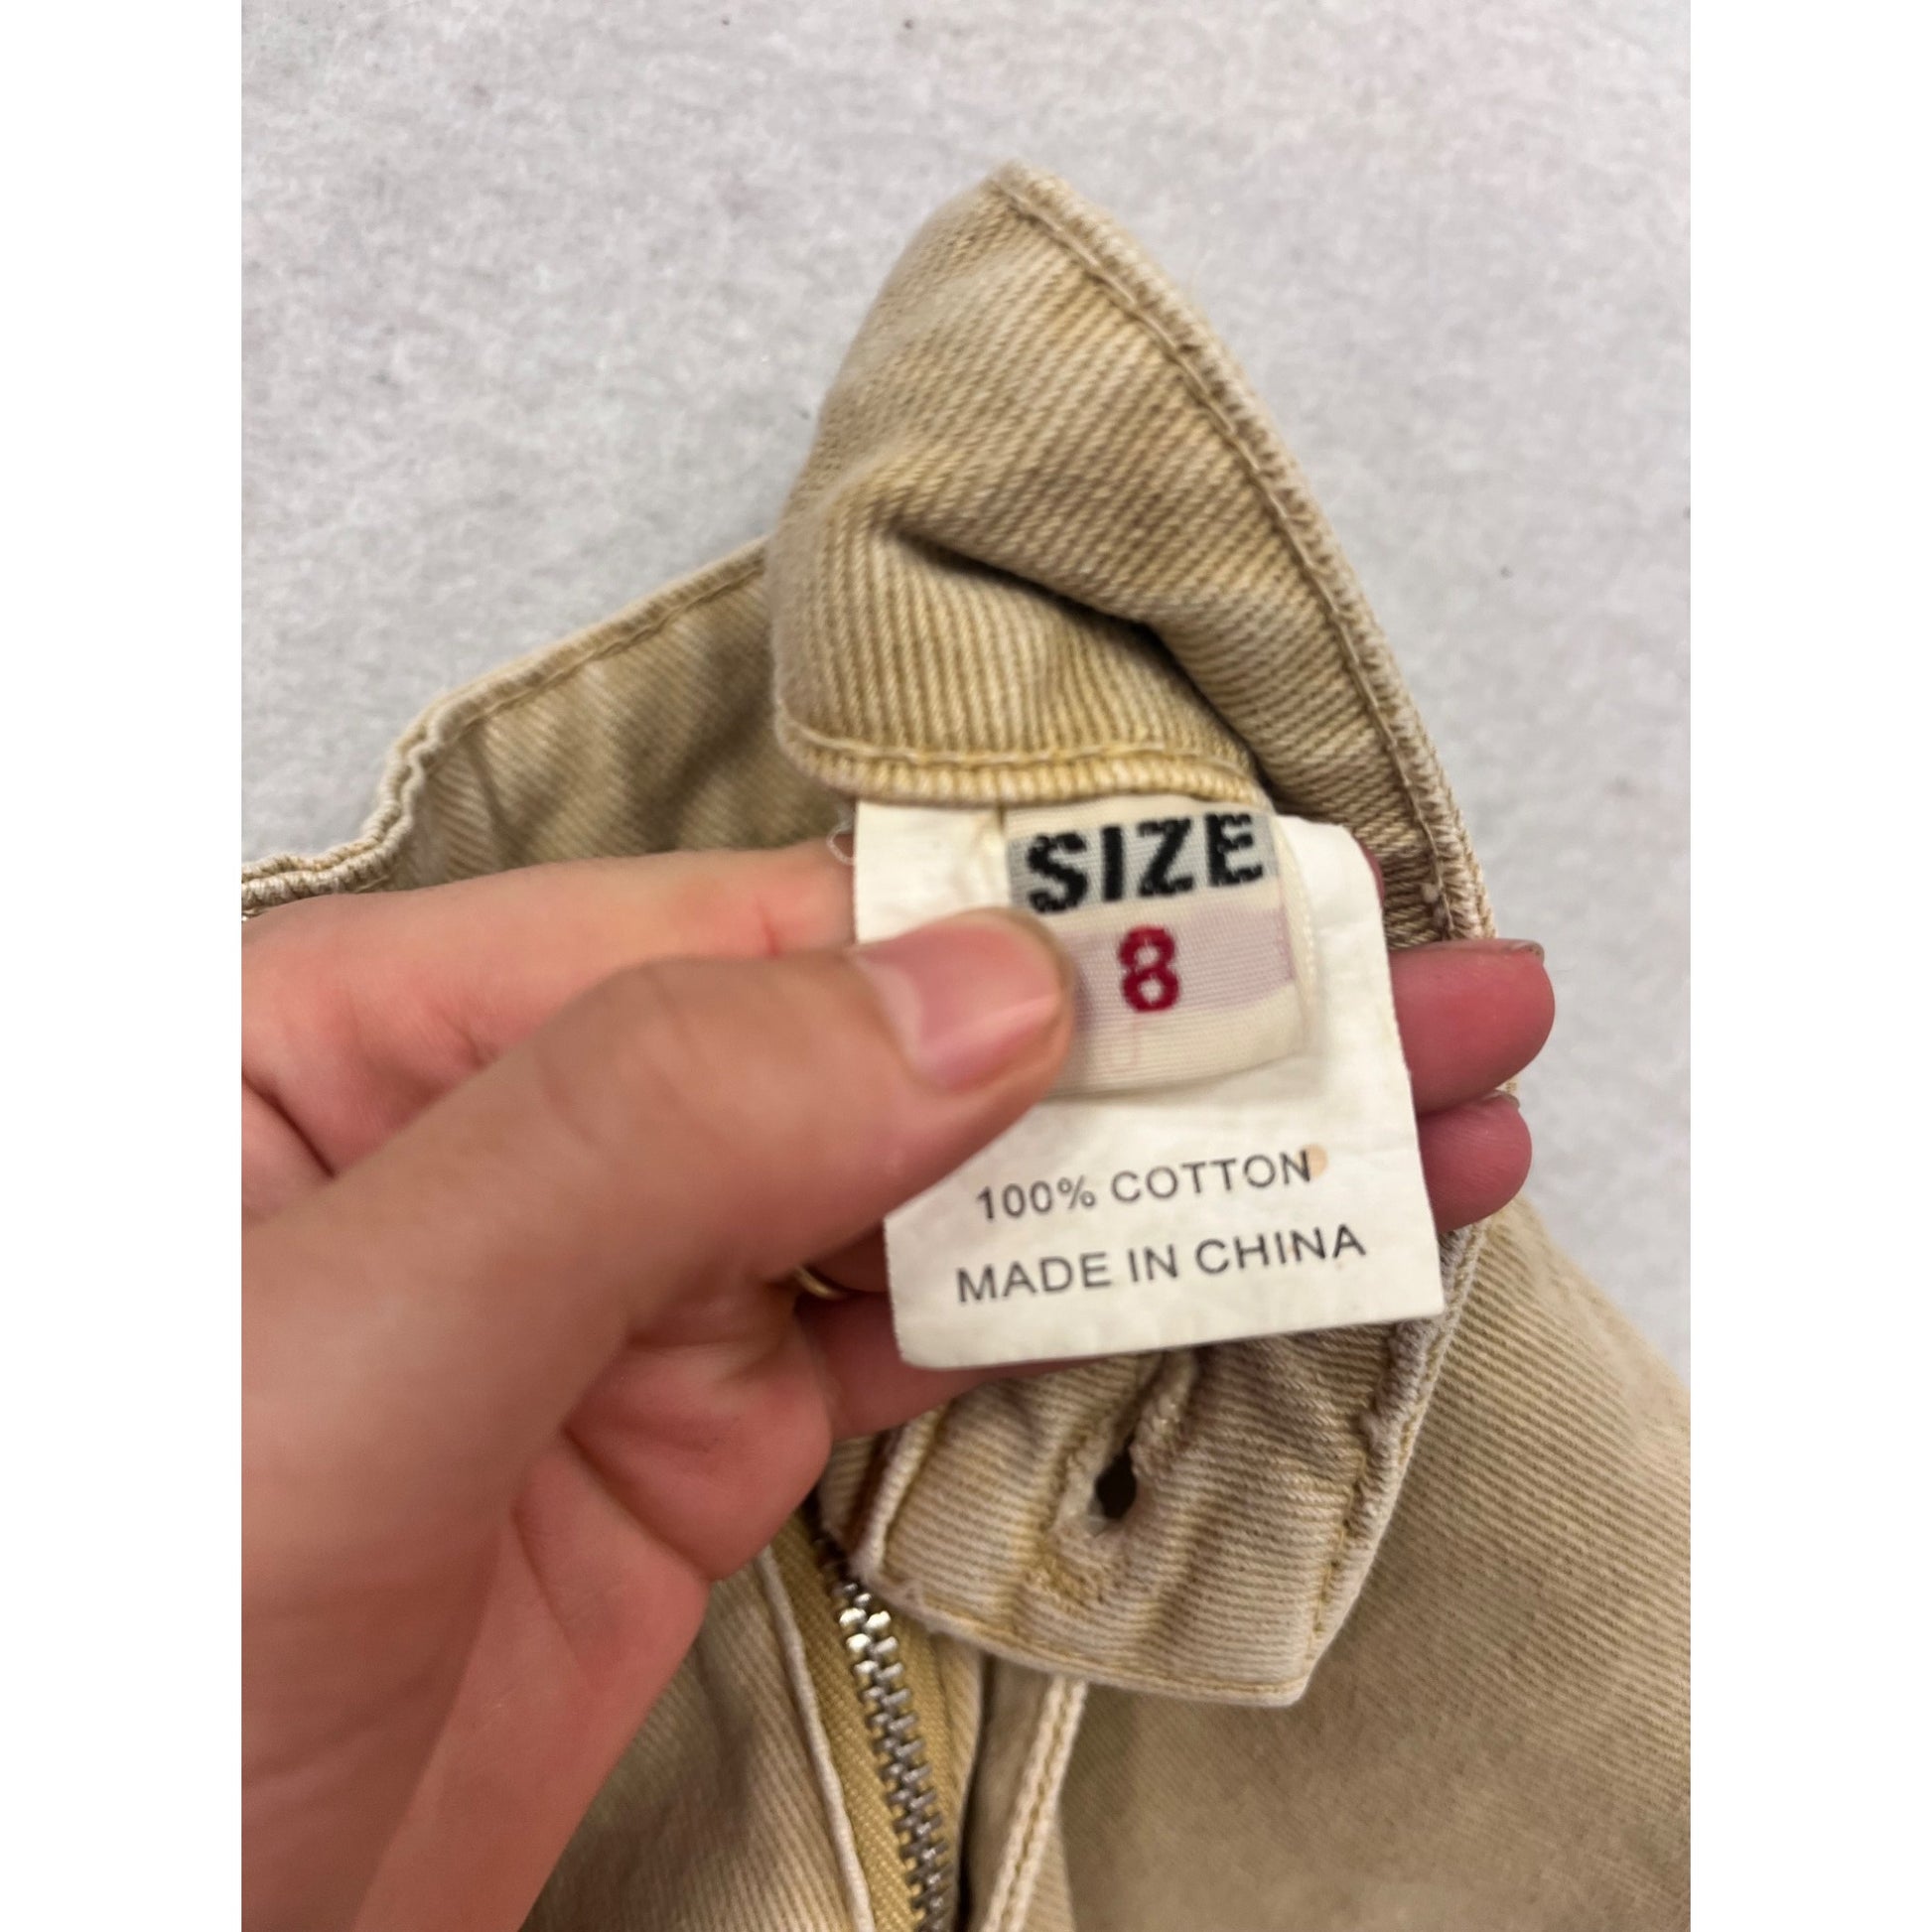 SIZE
8
100% COTTON
MADE IN CHINA